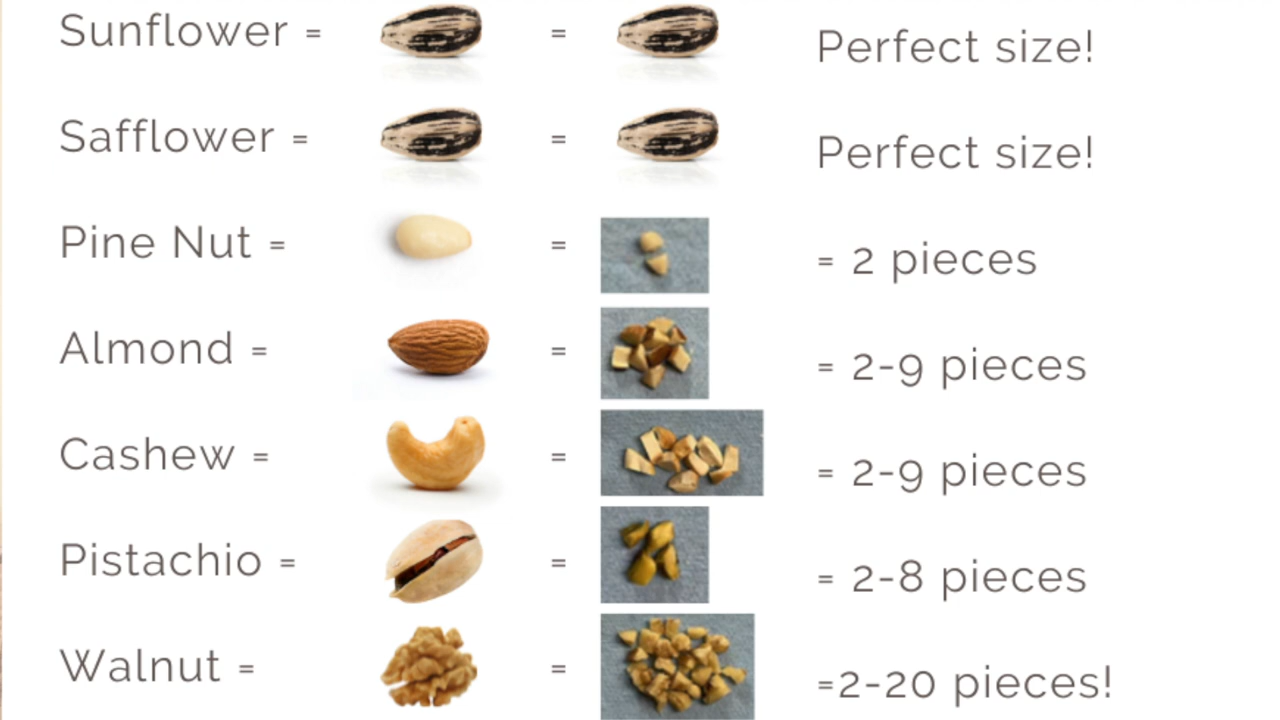 Sunflower = = Perfect size!
Safflower = = Perfect size!
Pine Nut = = = 2 pieces
Almond = = = 2-9 pieces
Cashew = = = 2-9 pieces
Pistachio = = = 2-8 pieces
Walnut = = =2-20 pieces!